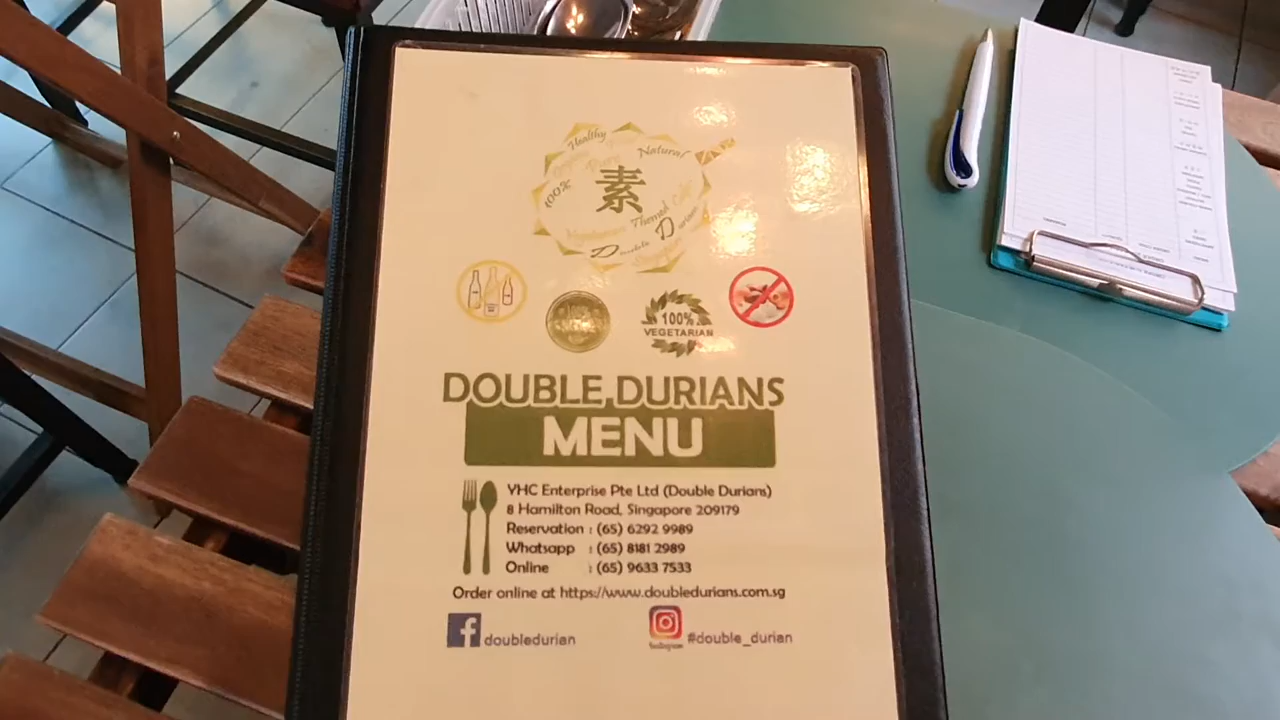 Healthy
Natural
100%
素
Themed
Double Durians
100%
VEGETARIAN
DOUBLE DURIANS
MENU
VHC Enterprise Pte Ltd (Double Durians)
8 Hamilton Road, Singapore 209179
Reservation : (65) 6292 9989
Whatsapp : (65) 8181 2989
Online : (65) 9633 7533
Order online at https://www.doubledurians.com.sg
f doubledurian
Instagram #double_durian